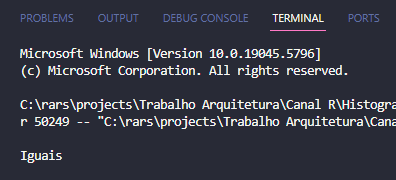 PROBLEMS OUTPUT DEBUG CONSOLE TERMINAL PORTS
Microsoft Windows [Version 10.0.19045.5796]
(c) Microsoft Corporation. All rights reserved.
C:\rars\projects\Trabalho Arquitetura\Canal R\Histogra
r 50249 -- "C:\rars\projects\Trabalho Arquitetura\Cana
Iguais